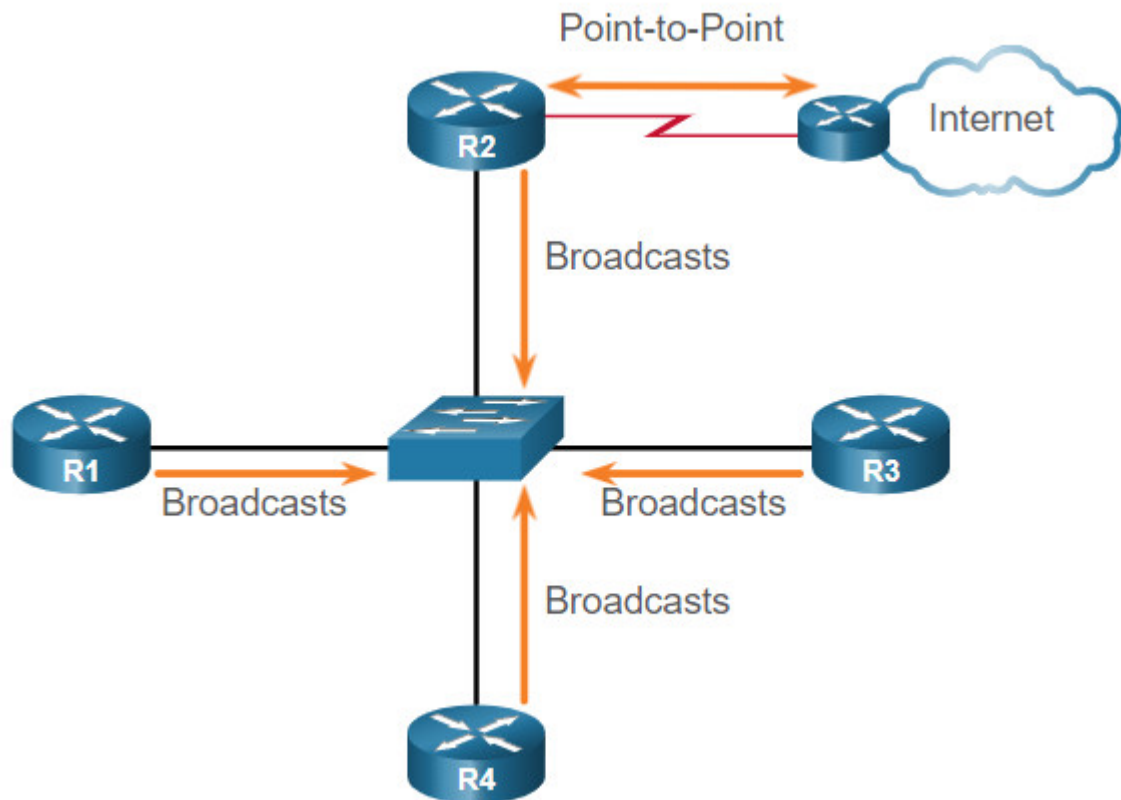 Point-to-Point
Internet
R2
Broadcasts
R1
R3
Broadcasts
Broadcasts
Broadcasts
R4